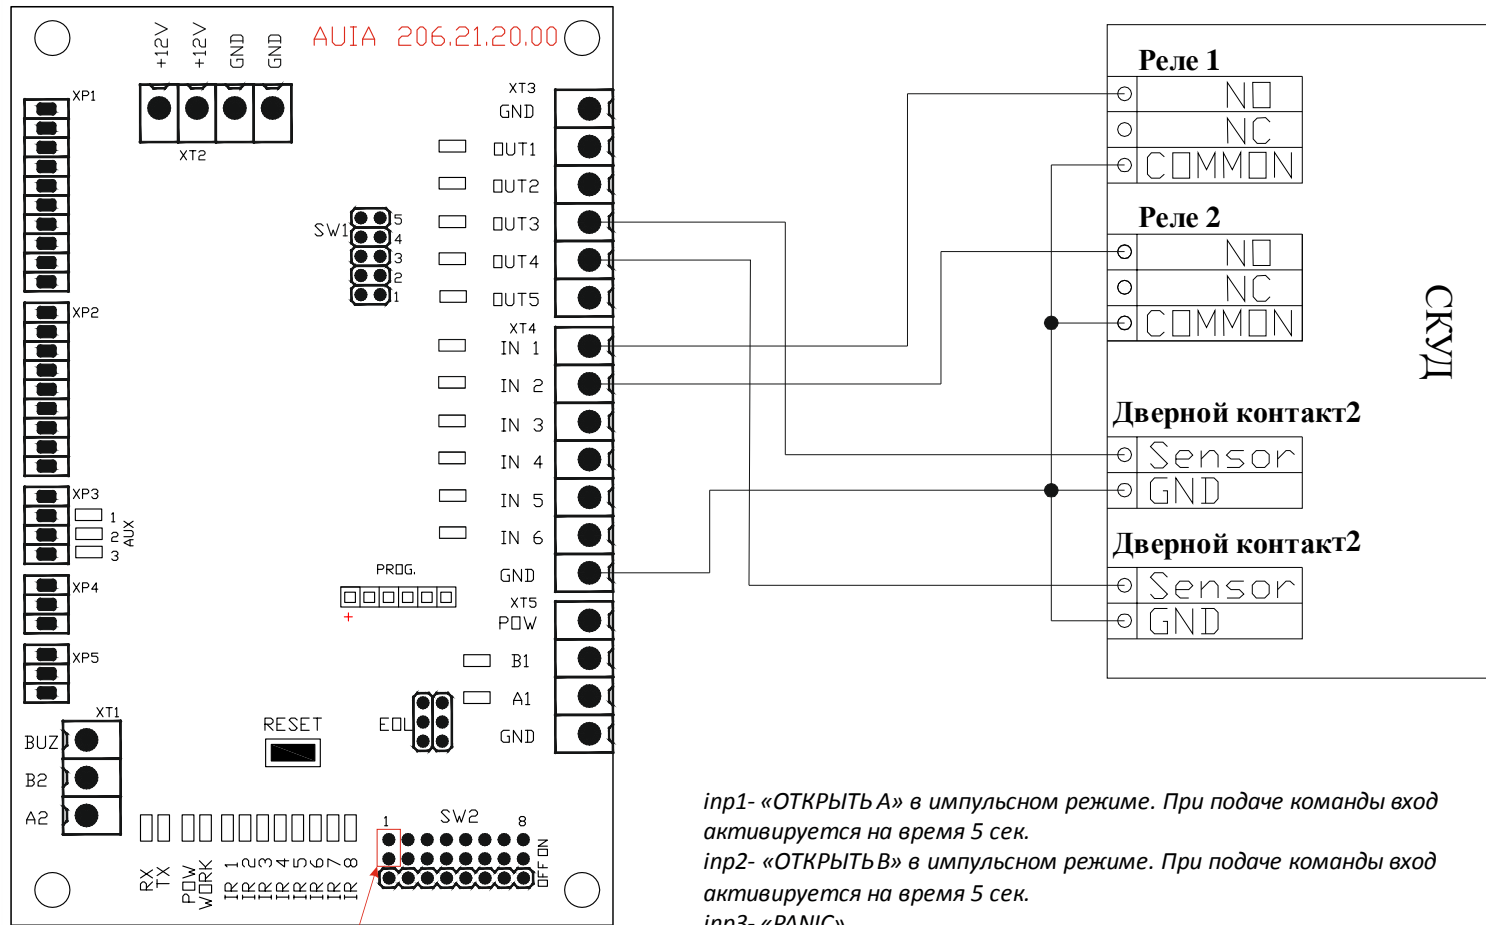 AUIA 206.21.20.00
+12V
+12V
GND
GND
XT2
XP1
XP2
XP3
1
2
3
AUX
XP4
XP5
XT1
BUZ
B2
A2
SW1
5
4
3
2
1
XT3
GND
OUT1
OUT2
OUT3
OUT4
OUT5
XT4
IN 1
IN 2
IN 3
IN 4
IN 5
IN 6
GND
XT5
POW
B1
A1
GND
PROG.
+
RESET
EOL
SW2
1
8
OFF ON
RX
TX
POW
WORK
IR 1
IR 2
IR 3
IR 4
IR 5
IR 6
IR 7
IR 8
Реле 1
NO
NC
COMMON
Реле 2
NO
NC
COMMON
Дверной контакт2
Sensor
GND
Дверной контакт2
Sensor
GND
СКУД
inp1- «ОТКРЫТЬ А» в импульсном режиме. При подаче команды вход
активируется на время 5 сек.
inp2- «ОТКРЫТЬ В» в импульсном режиме. При подаче команды вход
активируется на время 5 сек.
inp3- «PANIC»